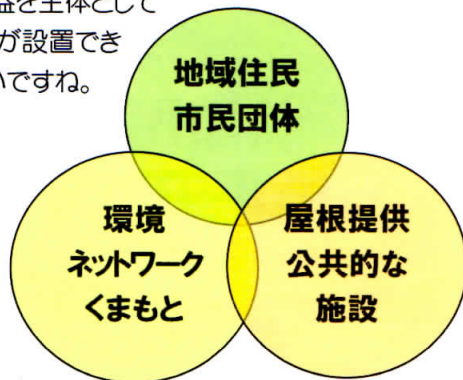 益を主体として
が設置でき
いですね。
地域住民
市民団体
環境
ネットワーク
くまもと
屋根提供
公共的な
施設